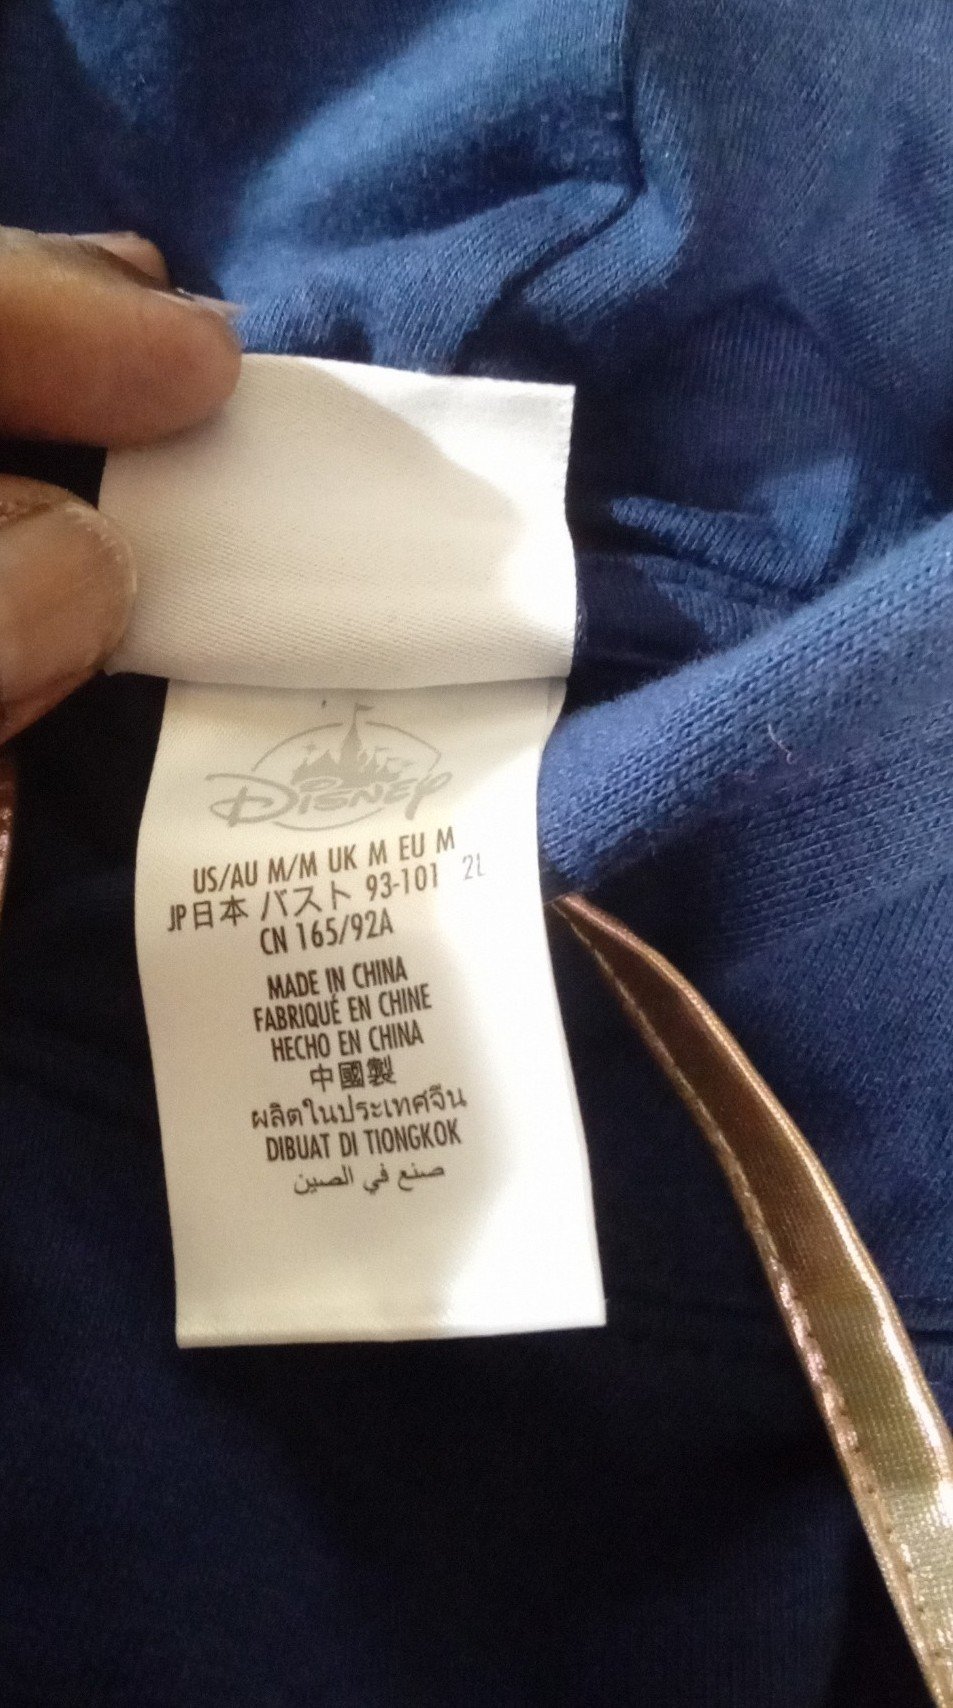 Disney
US/AU M/M UK M EU M
JP日本 バスト 93-101 2L
CN 165/92A
MADE IN CHINA
FABRIQUÉ EN CHINE
HECHO EN CHINA
中國製
ผลิตในประเทศจีน
DIBUAT DI TIONGKOK
صنع في الصين